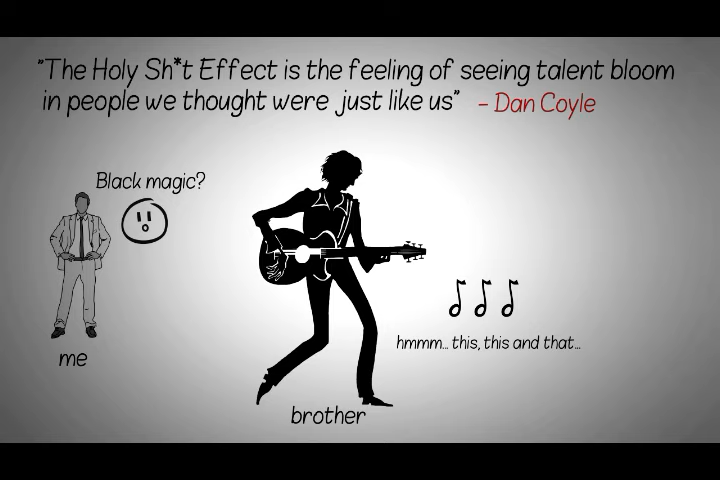 "The Holy Sh*t Effect is the feeling of seeing talent bloom
in people we thought were just like us" - Dan Coyle
Black magic?
me
hmmm... this, this and that...
brother